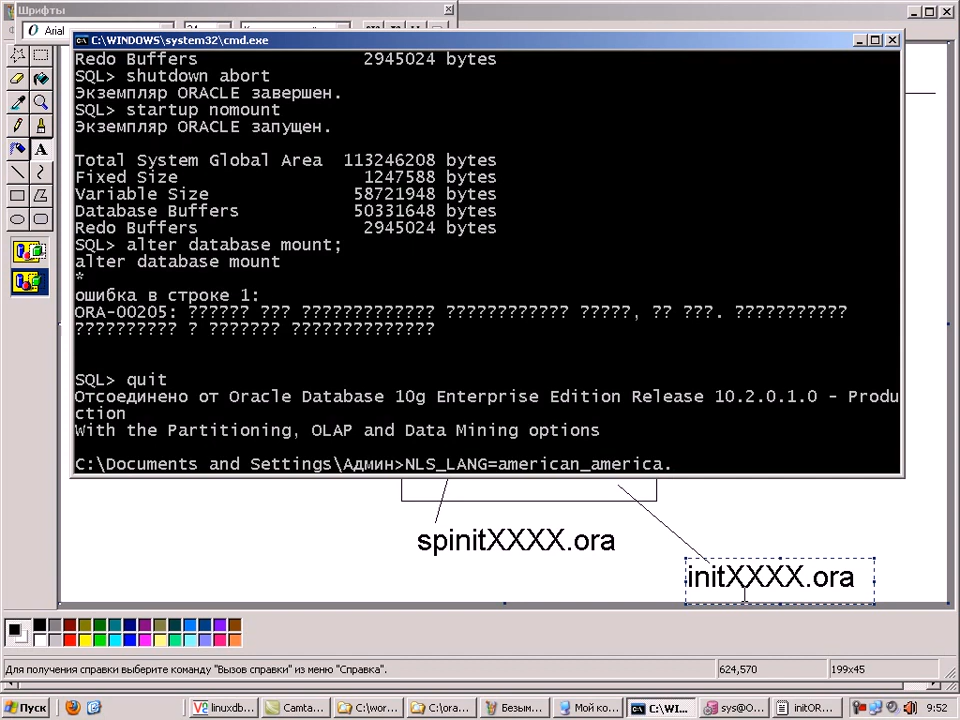 Шрифты
Arial
C:\WINDOWS\system32\cmd.exe
Redo Buffers 2945024 bytes
SQL> shutdown abort
Экземпляр ORACLE завершен.
SQL> startup nomount
Экземпляр ORACLE запущен.
Total System Global Area 113246208 bytes
Fixed Size 1247588 bytes
Variable Size 58721948 bytes
Database Buffers 50331648 bytes
Redo Buffers 2945024 bytes
SQL> alter database mount;
alter database mount
*
ошибка в строке 1:
ORA-00205: ?????? ??? ????????????? ???????????? ?????, ?? ???. ???????????
?????????? ? ??????? ??????????????
SQL> quit
Отсоединено от Oracle Database 10g Enterprise Edition Release 10.2.0.1.0 - Produ
ction
With the Partitioning, OLAP and Data Mining options
C:\Documents and Settings\Админ>NLS_LANG=american_america.
spinitXXXX.ora
initXXXX.ora
Для получения справки выберите команду "Вызов справки" из меню "Справка".
624,570
199x45
Пуск
linuxdb...
Camta...
C:\wor...
C:\ora...
Безым...
Мой ко...
C:\WI...
sys@O...
initOR...
9:52